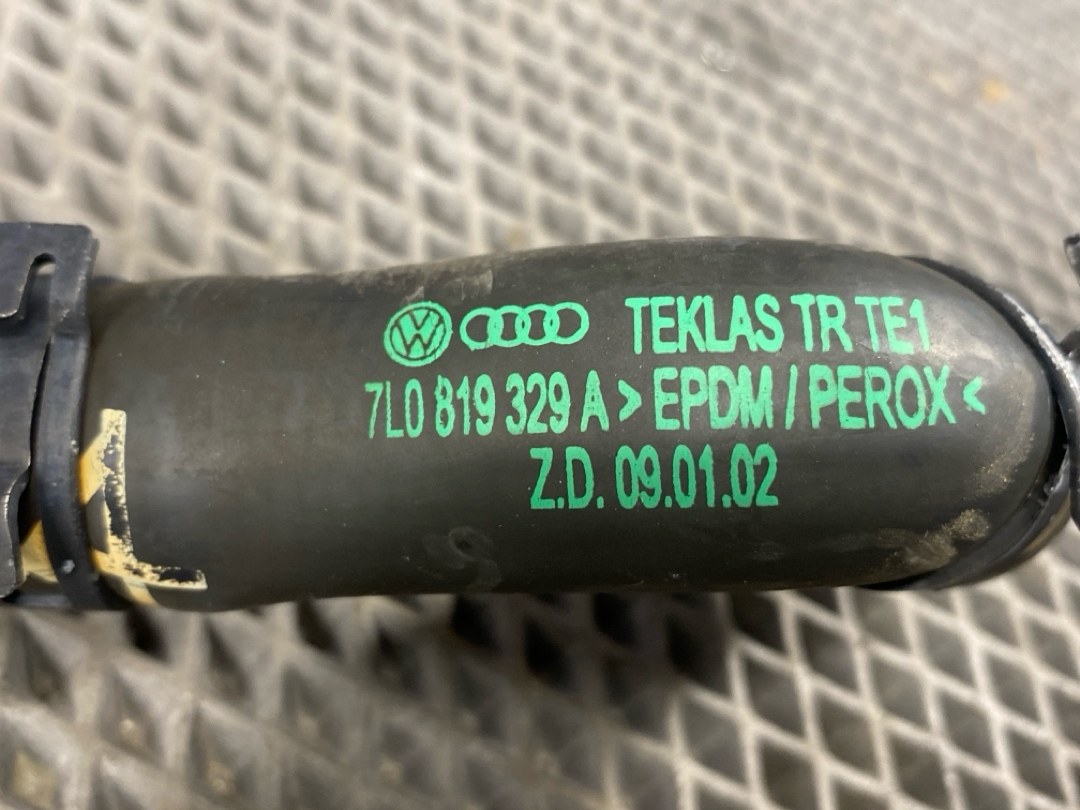 TEKLAS TR TE1
7L0 819 329 A > EPDM / PEROX <
Z.D. 09.01.02